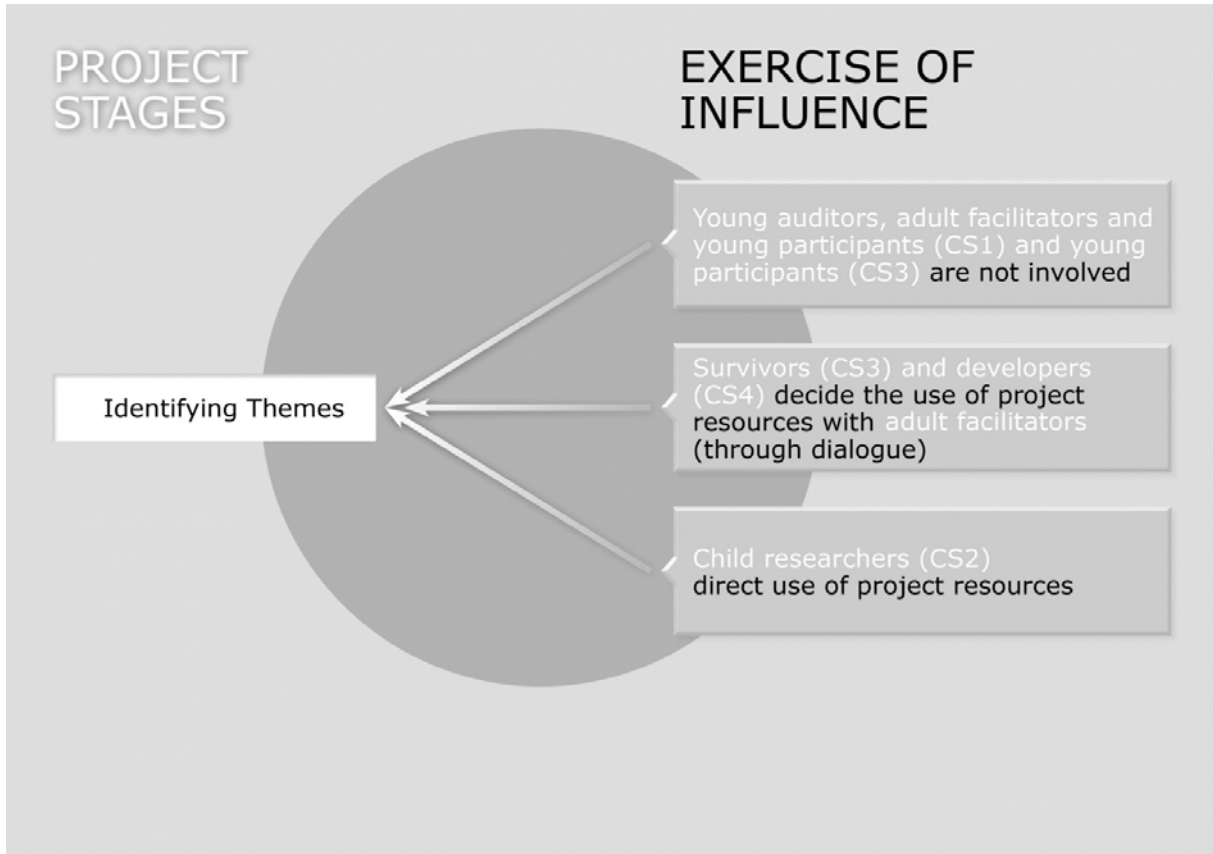 PROJECT
STAGES
EXERCISE OF
INFLUENCE
Young auditors, adult facilitators and
young participants (CS1) and young
participants (CS3) are not involved
Identifying Themes
Survivors (CS3) and developers
(CS4) decide the use of project
resources with adult facilitators
(through dialogue)
Child researchers (CS2)
direct use of project resources